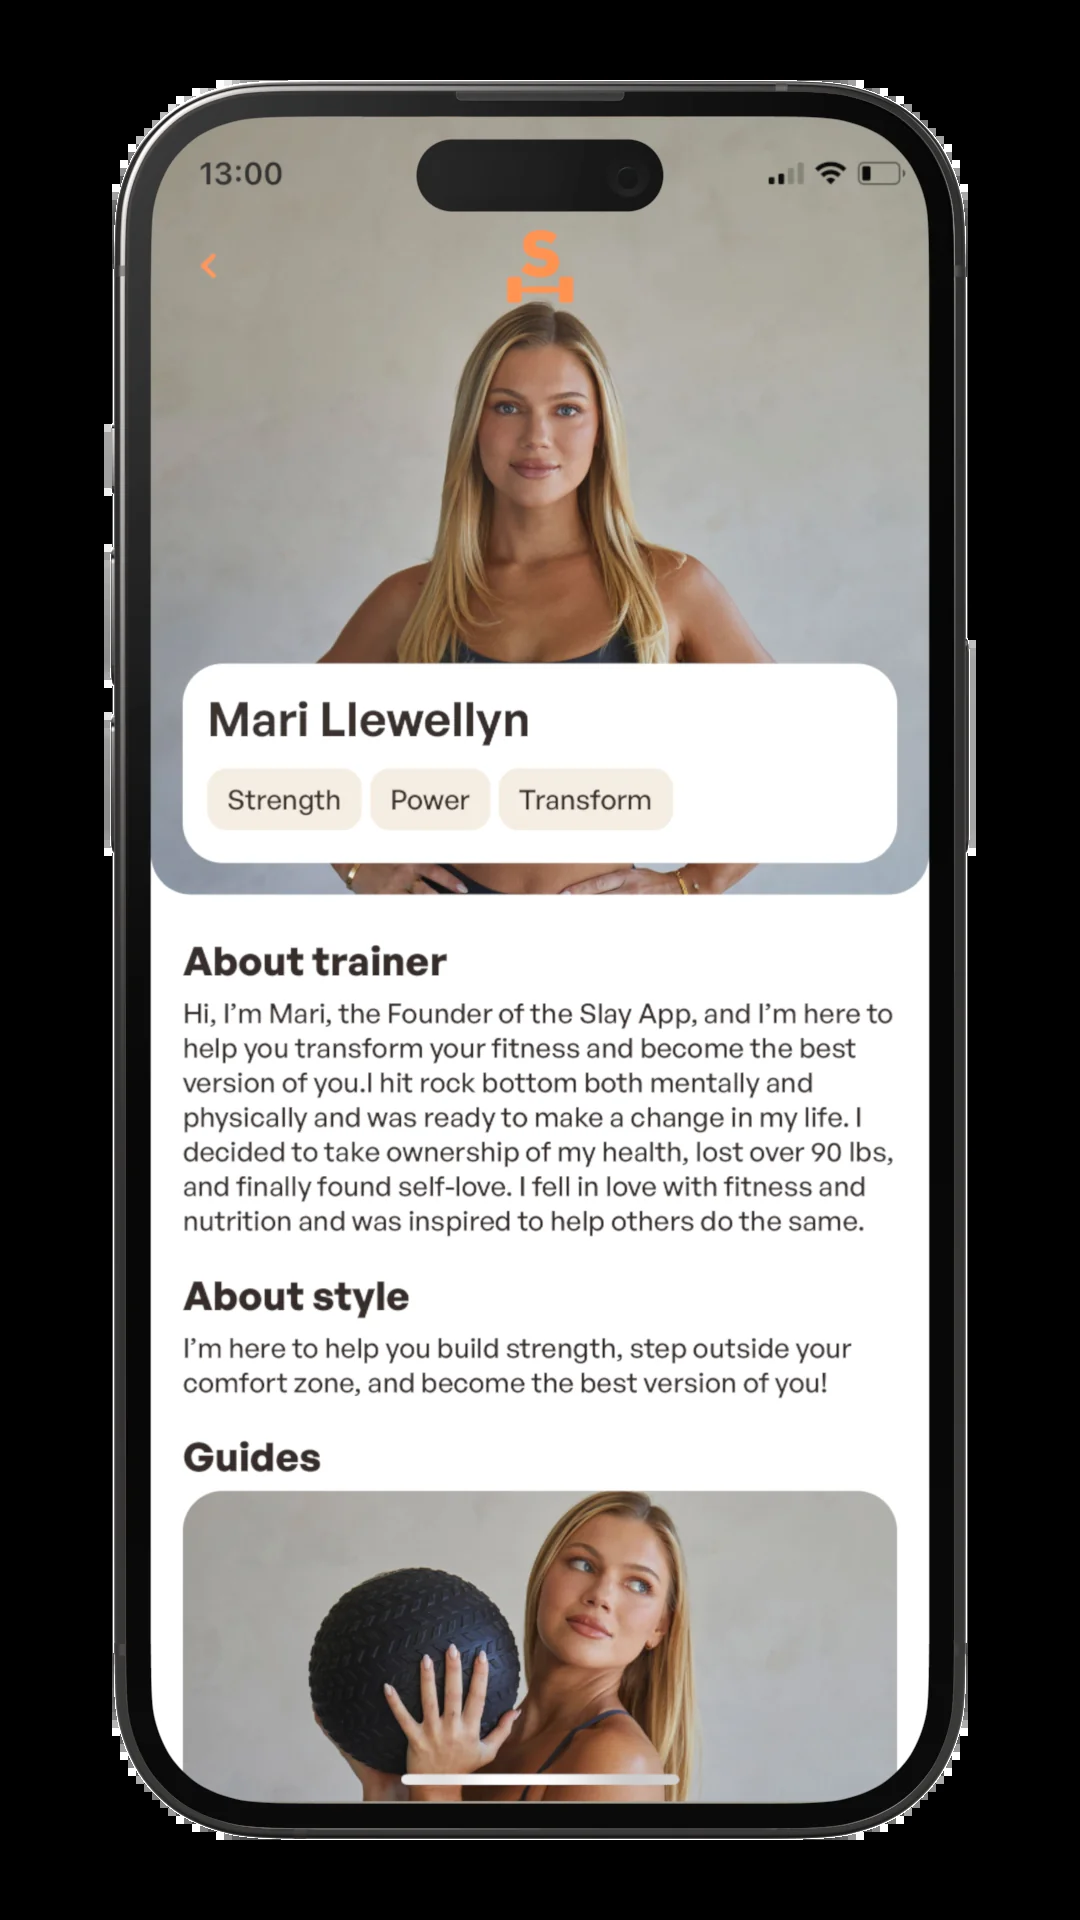 13:00
S
Mari Llewellyn
Strength Power Transform
About trainer
Hi, I’m Mari, the Founder of the Slay App, and I’m here to
help you transform your fitness and become the best
version of you.I hit rock bottom both mentally and
physically and was ready to make a change in my life. I
decided to take ownership of my health, lost over 90 lbs,
and finally found self-love. I fell in love with fitness and
nutrition and was inspired to help others do the same.
About style
I’m here to help you build strength, step outside your
comfort zone, and become the best version of you!
Guides